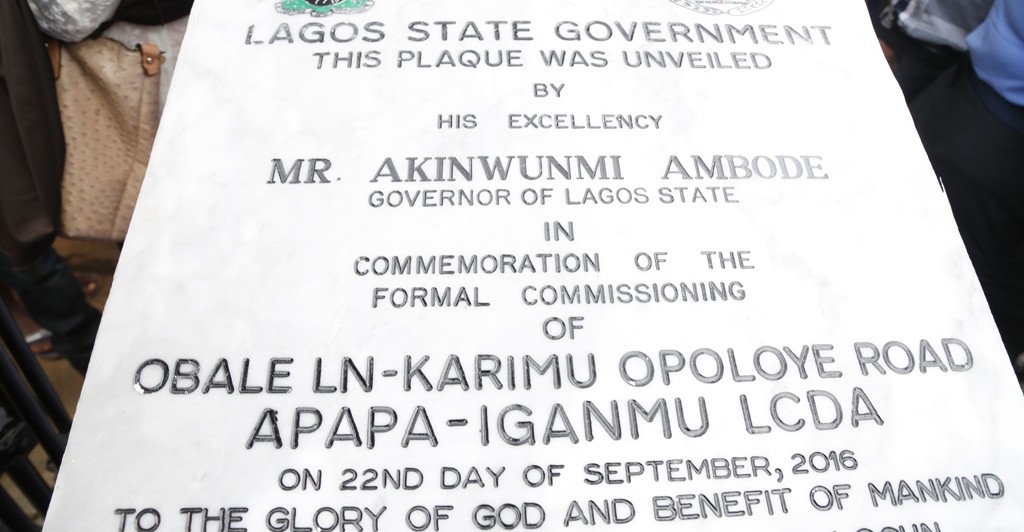 LAGOS STATE GOVERNMENT
THIS PLAQUE WAS UNVEILED
BY
HIS EXCELLENCY
MR. AKINWUNMI AMBODE
GOVERNOR OF LAGOS STATE
IN
COMMEMORATION OF THE
FORMAL COMMISSIONING
OF
OBALE LN-KARIMU OPOLOYE ROAD
APAPA-IGANMU LCDA
ON 22ND DAY OF SEPTEMBER, 2016
TO THE GLORY OF GOD AND BENEFIT OF MANKIND